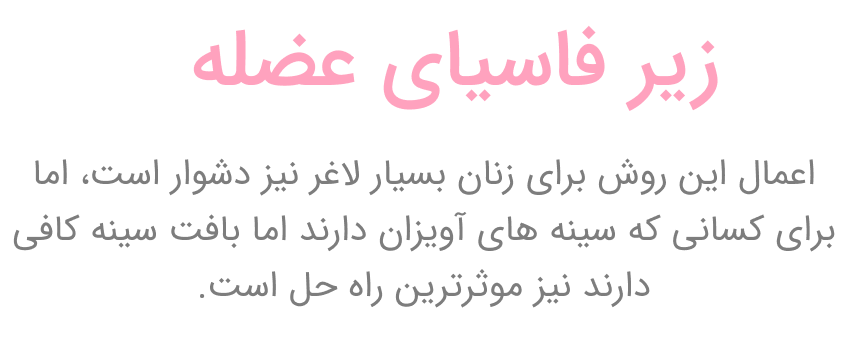 زیر فاسیای عضله
اعمال این روش برای زنان بسیار لاغر نیز دشوار است، اما
برای کسانی که سینه های آویزان دارند اما بافت سینه کافی
دارند نیز موثرترین راه حل است.